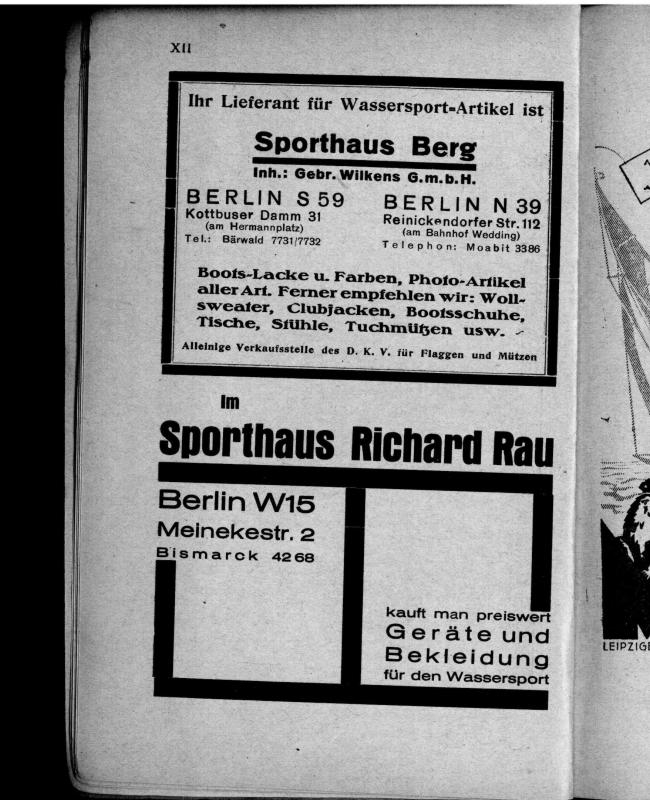 XII
Ihr Lieferant für Wassersport-Artikel ist
Sporthaus Berg
Inh.: Gebr. Wilkens G.m.b.H.
BERLIN S 59
Kottbuser Damm 31
(am Hermannplatz)
Tel.: Bärwald 7731/7732
BERLIN N 39
Reinickendorfer Str. 112
(am Bahnhof Wedding)
Telephon: Moabit 3386
Boots-Lacke u. Farben, Photo-Artikel
aller Art. Ferner empfehlen wir: Woll-
sweater, Clubjacken, Bootsschuhe,
Tische, Stühle, Tuchmützen usw.
Alleinige Verkaufsstelle des D. K. V. für Flaggen und Mützen
Im
Sporthaus Richard Rau
Berlin W15
Meinekestr. 2
Bismarck 4268
kauft man preiswert
Geräte und
Bekleidung
für den Wassersport